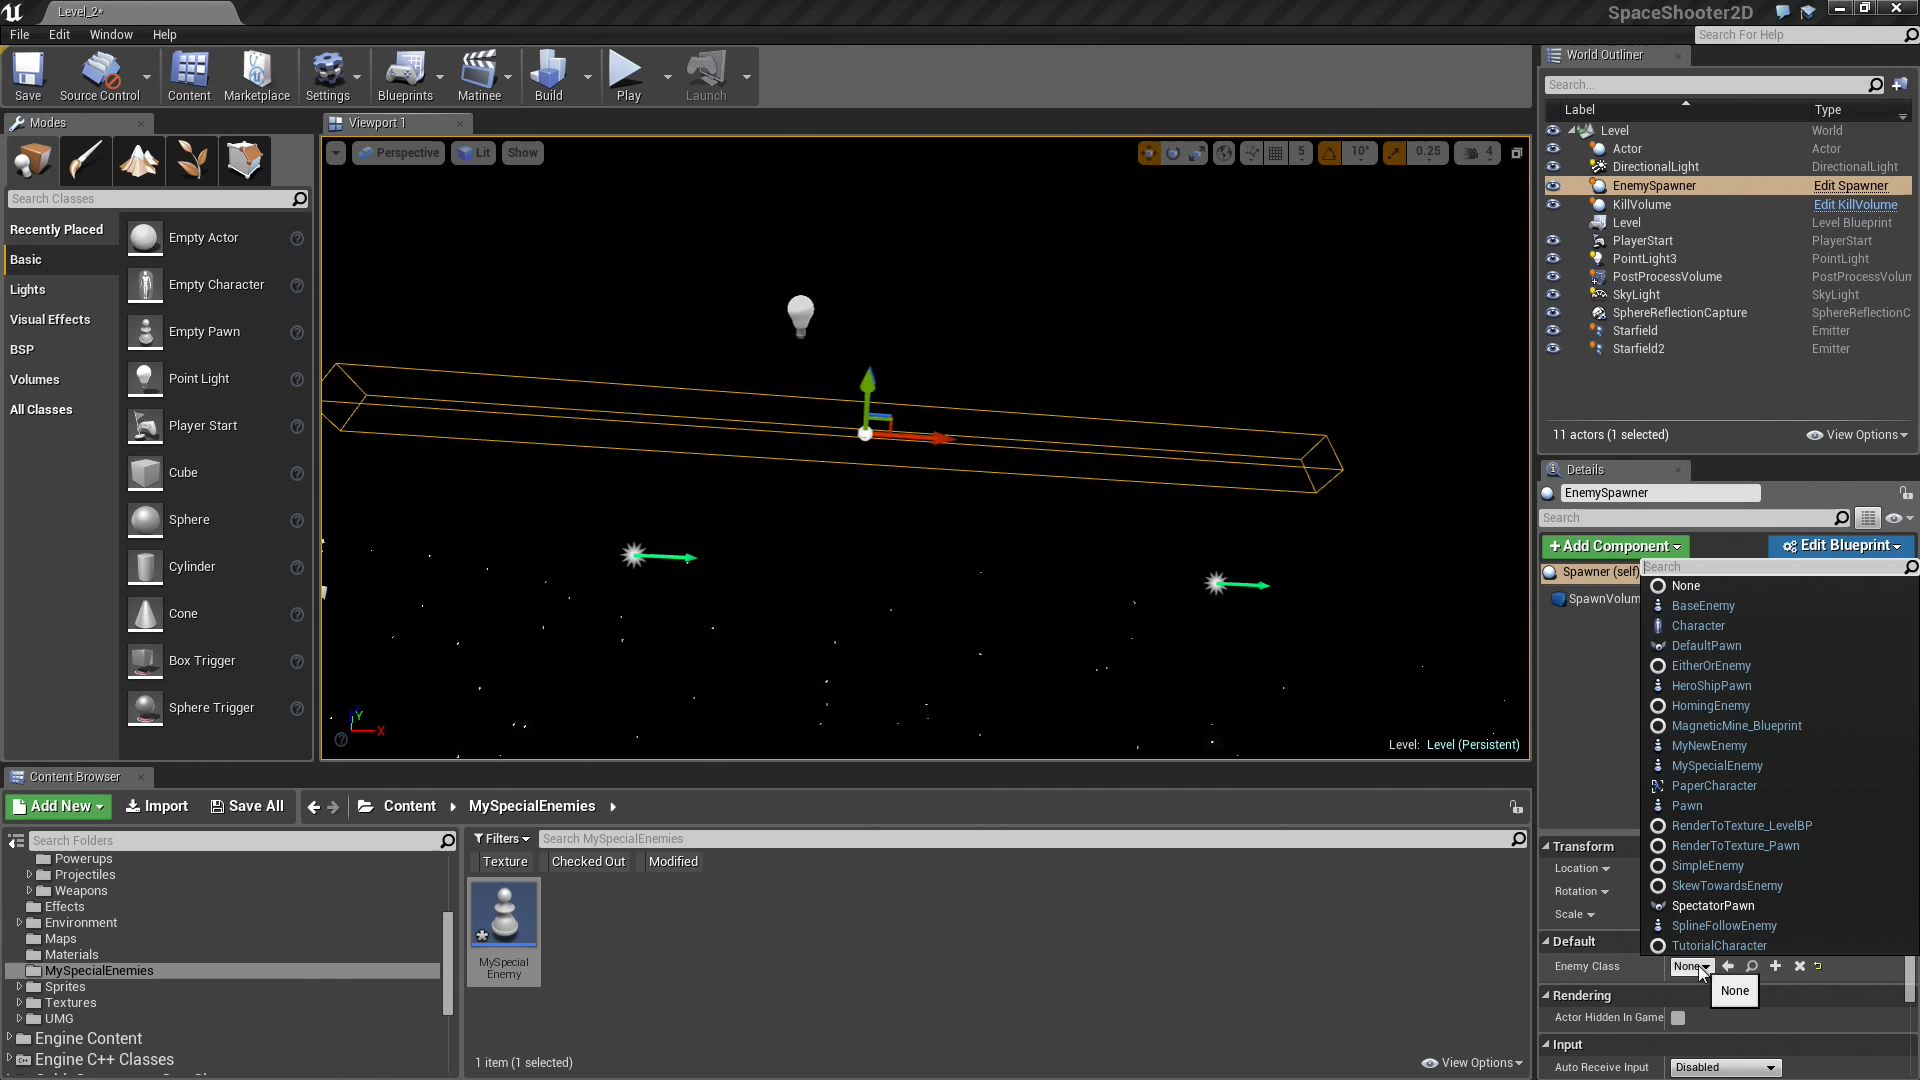 Level_2*
SpaceShooter2D
File Edit Window Help
Search For Help
Save Source Control Content Marketplace Settings Blueprints Matinee Build Play Launch
Modes
Search Classes
Recently Placed
Basic
Lights
Visual Effects
BSP
Volumes
All Classes
Empty Actor
Empty Character
Empty Pawn
Point Light
Player Start
Cube
Sphere
Cylinder
Cone
Box Trigger
Sphere Trigger
Viewport 1
Perspective Lit Show
5 10° 0.25 4
Y
X
Level: Level (Persistent)
World Outliner
Search...
Label Type
Level World
Actor Actor
DirectionalLight DirectionalLight
EnemySpawner Edit Spawner
KillVolume Edit KillVolume
Level Level Blueprint
PlayerStart PlayerStart
PointLight3 PointLight
PostProcessVolume PostProcessVolum
SkyLight SkyLight
SphereReflectionCapture SphereReflectionC
Starfield Emitter
Starfield2 Emitter
11 actors (1 selected) View Options
Details
EnemySpawner
Search
+Add Component Edit Blueprint
Spawner (self)
SpawnVolum
Search
None
BaseEnemy
Character
DefaultPawn
EitherOrEnemy
HeroShipPawn
HomingEnemy
MagneticMine_Blueprint
MyNewEnemy
MySpecialEnemy
PaperCharacter
Pawn
RenderToTexture_LevelBP
RenderToTexture_Pawn
SimpleEnemy
SkewTowardsEnemy
SpectatorPawn
SplineFollowEnemy
TutorialCharacter
Transform
Location
Rotation
Scale
Default
Enemy Class None
None
Rendering
Actor Hidden In Game
Input
Auto Receive Input Disabled
Content Browser
Add New Import Save All Content MySpecialEnemies
Search Folders
Powerups
Projectiles
Weapons
Effects
Environment
Maps
Materials
MySpecialEnemies
Sprites
Textures
UMG
Engine Content
Engine C++ Classes
Filters Search MySpecialEnemies
Texture Checked Out Modified
MySpecial
Enemy
1 item (1 selected) View Options